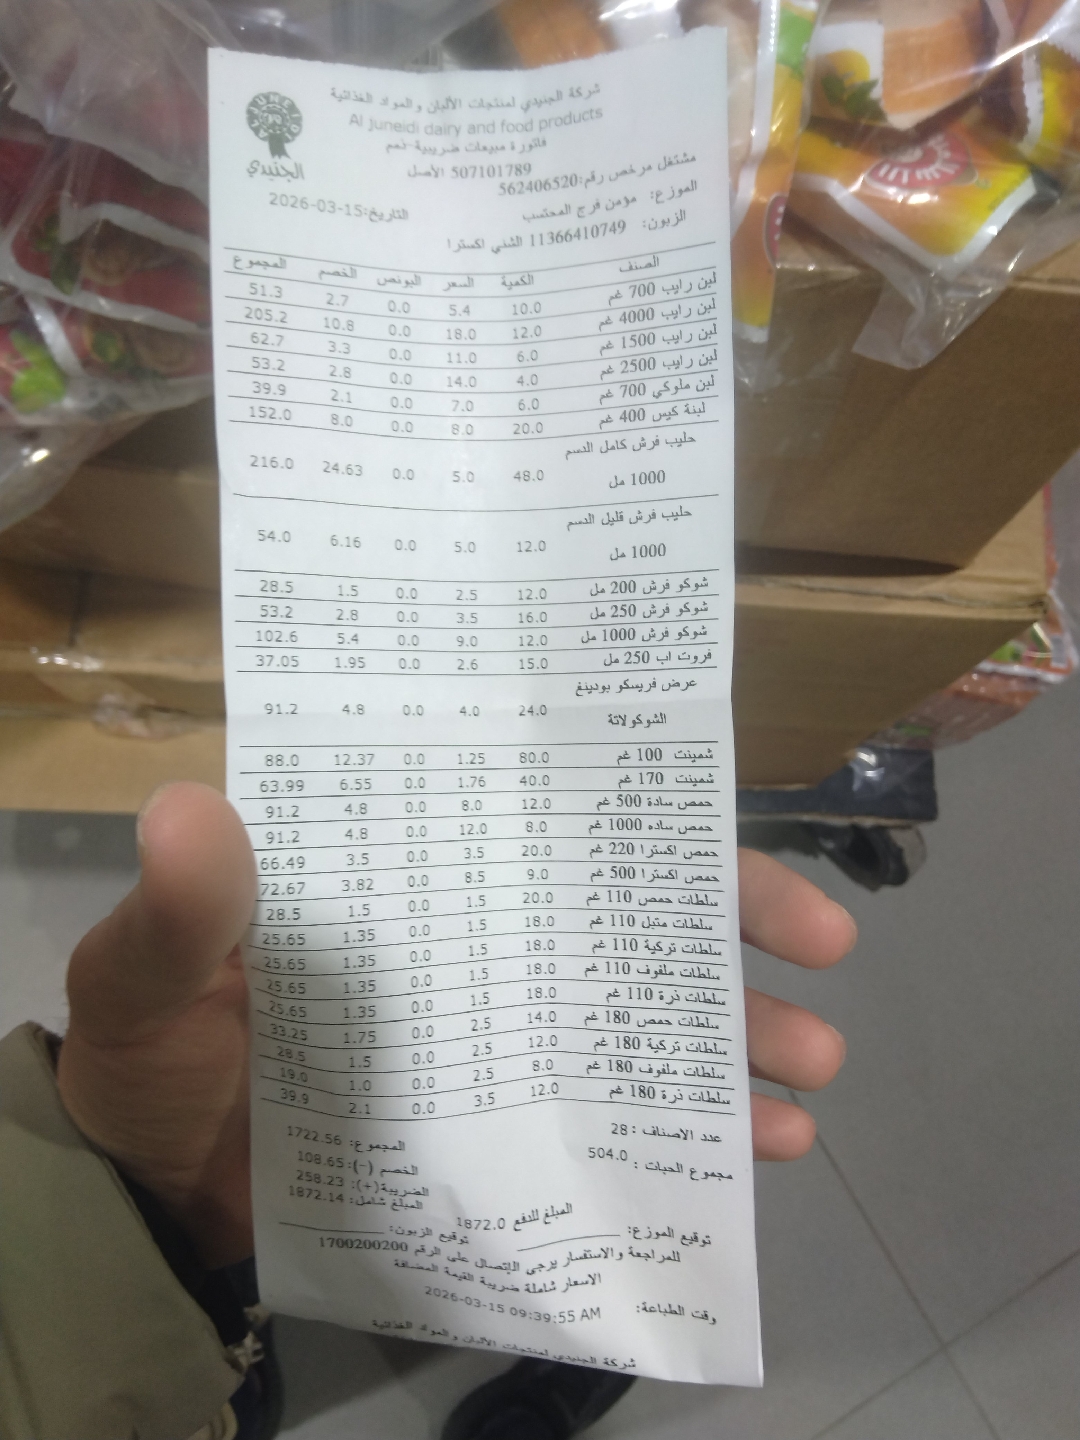 شركة الجنيدي لمنتجات الألبان والمواد الغذائية
Al juneidi dairy and food products
فاتورة مبيعات ضريبية-ذمم
507101789 الأصل
الجنيدي
مشتغل مرخص رقم:562406520
الموزع: مؤمن فرج المحتسب
التاريخ:2026-03-15
الزبون: 11366410749 الشني اكسترا
الصنف الكمية السعر البونص الخصم المجموع
لبن رايب 700 غم 10.0 5.4 0.0 2.7 51.3
لبن رايب 4000 غم 12.0 18.0 0.0 10.8 205.2
لبن رايب 1500 غم 6.0 11.0 0.0 3.3 62.7
لبن رايب 2500 غم 4.0 14.0 0.0 2.8 53.2
لبن ملوكي 700 غم 6.0 7.0 0.0 2.1 39.9
لبنة كيس 400 غم 20.0 8.0 0.0 8.0 152.0
حليب فرش كامل الدسم
1000 مل 48.0 5.0 0.0 24.63 216.0
حليب فرش قليل الدسم
1000 مل 12.0 5.0 0.0 6.16 54.0
شوكو فرش 200 مل 12.0 2.5 0.0 1.5 28.5
شوكو فرش 250 مل 16.0 3.5 0.0 2.8 53.2
شوكو فرش 1000 مل 12.0 9.0 0.0 5.4 102.6
فروت اب 250 مل 15.0 2.6 0.0 1.95 37.05
عرض فريسكو بودينغ
الشوكولاتة 24.0 4.0 0.0 4.8 91.2
شمينت 100 غم 80.0 1.25 0.0 12.37 88.0
شمينت 170 غم 40.0 1.76 0.0 6.55 63.99
حمص سادة 500 غم 12.0 8.0 0.0 4.8 91.2
حمص ساده 1000 غم 8.0 12.0 0.0 4.8 91.2
حمص اكسترا 220 غم 20.0 3.5 0.0 3.5 66.49
حمص اكسترا 500 غم 9.0 8.5 0.0 3.82 72.67
سلطات حمص 110 غم 20.0 1.5 0.0 1.5 28.5
سلطات متبل 110 غم 18.0 1.5 0.0 1.35 25.65
سلطات تركية 110 غم 18.0 1.5 0.0 1.35 25.65
سلطات ملفوف 110 غم 18.0 1.5 0.0 1.35 25.65
سلطات ذرة 110 غم 18.0 1.5 0.0 1.35 25.65
سلطات حمص 180 غم 14.0 2.5 0.0 1.75 33.25
سلطات تركية 180 غم 12.0 2.5 0.0 1.5 28.5
سلطات ملفوف 180 غم 8.0 2.5 0.0 1.0 19.0
سلطات ذرة 180 غم 12.0 3.5 0.0 2.1 39.9
عدد الاصناف : 28
المجموع: 1722.56
مجموع الحبات : 504.0
الخصم (-): 108.65
الضريبة(+): 258.23
المبلغ شامل: 1872.14
المبلغ للدفع 1872.0
توقيع الموزع:
توقيع الزبون:
للمراجعة والاستفسار يرجى الإتصال على الرقم 1700200200
الاسعار شاملة ضريبة القيمة المضافة
وقت الطباعة: 2026-03-15 09:39:55 AM
شركة الجنيدي لمنتجات الألبان والمواد الغذائية